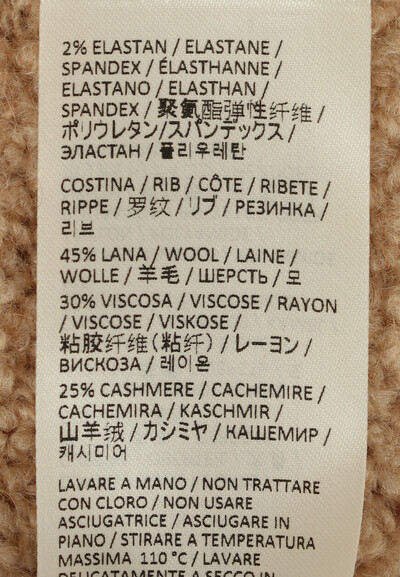 2% ELASTAN / ELASTANE /
SPANDEX / ÉLASTHANNE /
ELASTANO / ELASTHAN /
SPANDEX / 聚氨酯弹性纤维 /
ポリウレタン/スパンデックス /
ЭЛАСТАН / 폴리우레탄
COSTINA / RIB / CÔTE / RIBETE /
RIPPE / 罗纹 / リブ / РЕЗИНКА /
리브
45% LANA / WOOL / LAINE /
WOLLE / 羊毛 / ШЕРСТЬ / 모
30% VISCOSA / VISCOSE / RAYON
/ VISCOSE / VISKOSE /
粘胶纤维(粘纤) / レーヨン /
ВИСКОЗА / 레이온
25% CASHMERE / CACHEMIRE /
CACHEMIRA / KASCHMIR /
山羊绒 / カシミヤ / КАШЕМИР /
캐시미어
LAVARE A MANO / NON TRATTARE
CON CLORO / NON USARE
ASCIUGATRICE / ASCIUGARE IN
PIANO / STIRARE A TEMPERATURA
MASSIMA 110 °C / LAVARE
DELICATAMENTE A SECCO IN